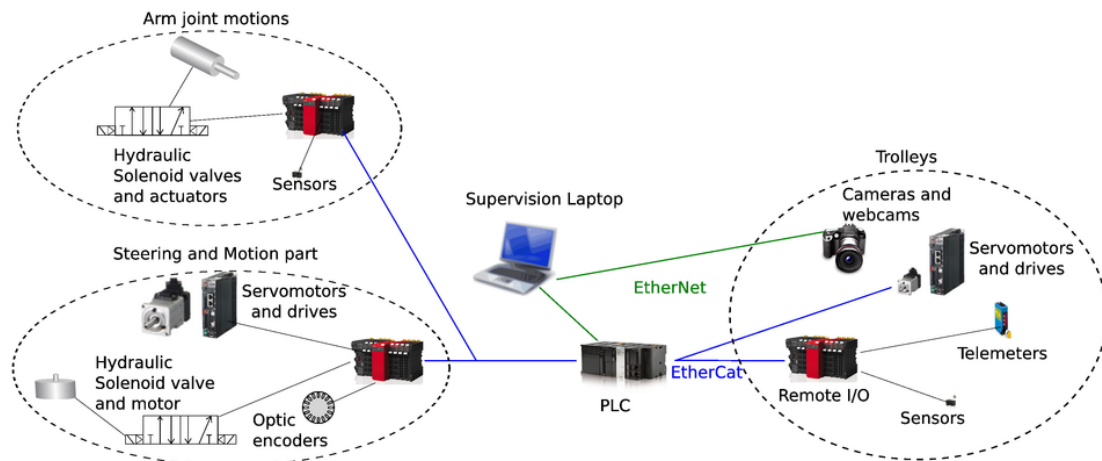 Arm joint motions
Hydraulic
Solenoid valves
and actuators
Sensors
Steering and Motion part
Servomotors
and drives
Hydraulic
Solenoid valve
and motor
Optic
encoders
Supervision Laptop
EtherNet
PLC
EtherCat
Trolleys
Cameras and
webcams
Servomotors
and drives
Telemeters
Remote I/O
Sensors